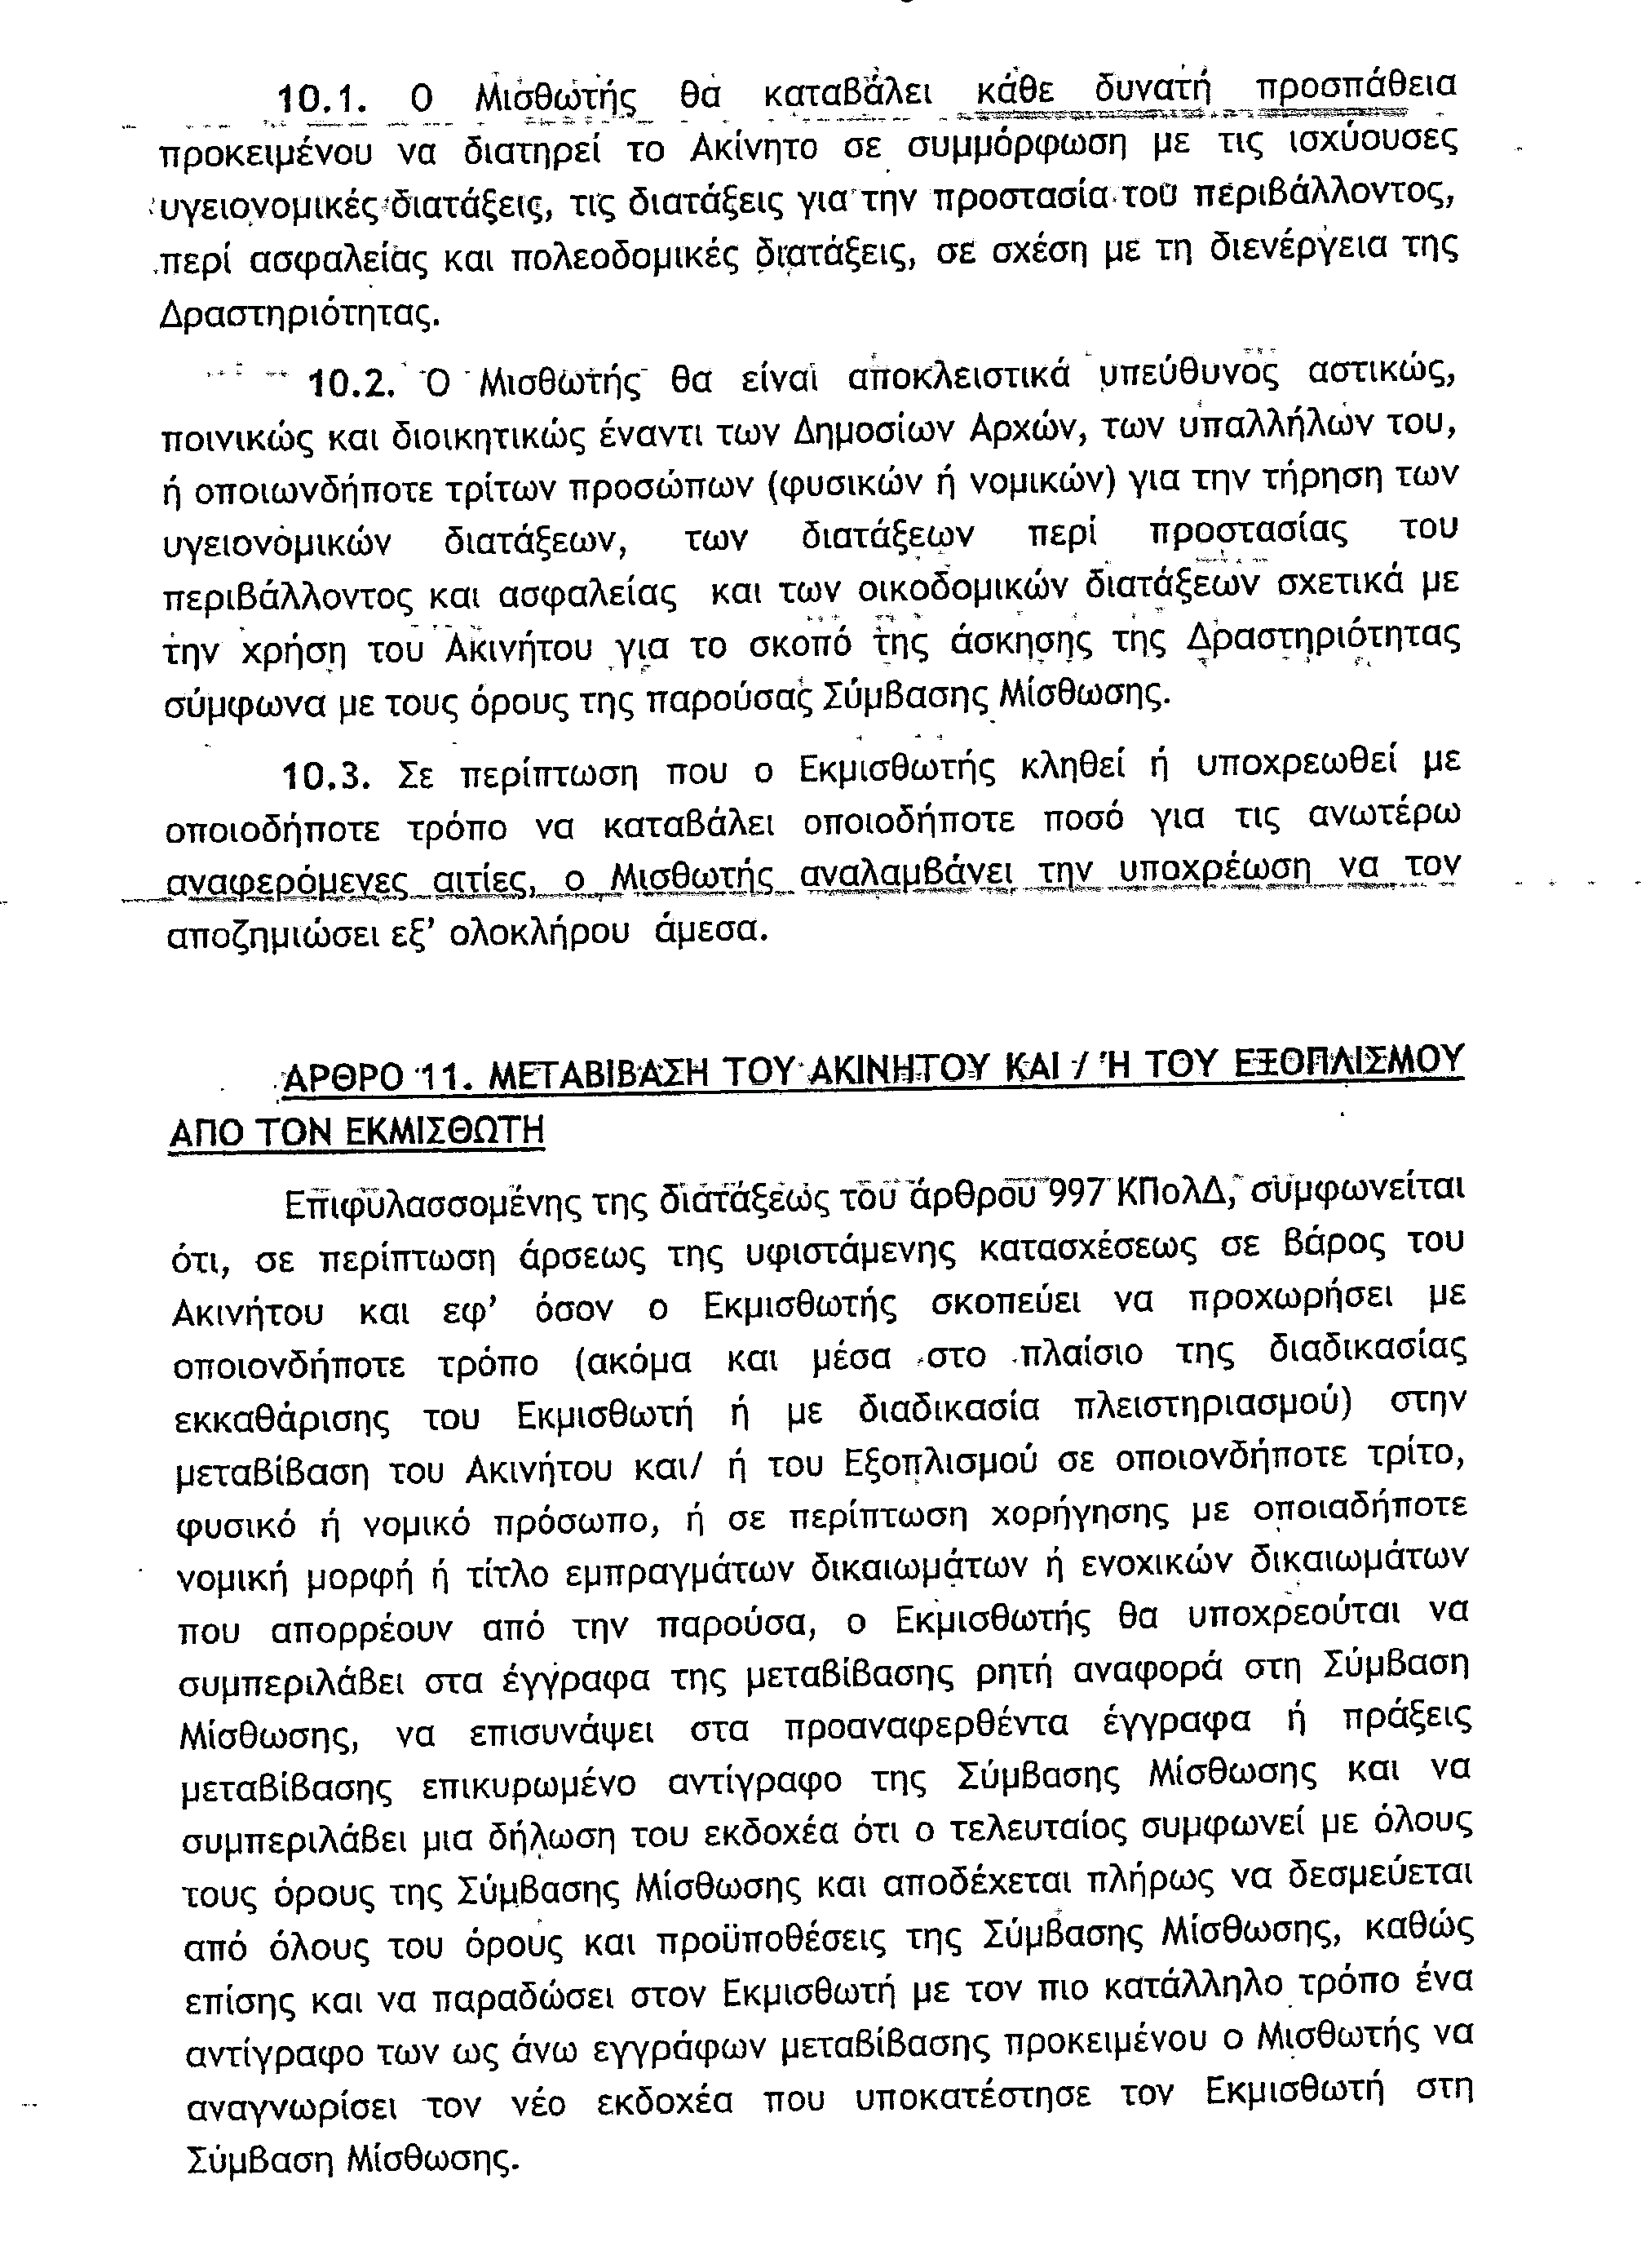 10.1. Ο Μισθωτής θα καταβάλει κάθε δυνατή προσπάθεια
προκειμένου να διατηρεί το Ακίνητο σε συμμόρφωση με τις ισχύουσες
υγειονομικές διατάξεις, τις διατάξεις για την προστασία του περιβάλλοντος,
περί ασφαλείας και πολεοδομικές διατάξεις, σε σχέση με τη διενέργεια της
Δραστηριότητας.
10.2. Ο Μισθωτής θα είναι αποκλειστικά υπεύθυνος αστικώς,
ποινικώς και διοικητικώς έναντι των Δημοσίων Αρχών, των υπαλλήλων του,
ή οποιωνδήποτε τρίτων προσώπων (φυσικών ή νομικών) για την τήρηση των
υγειονομικών διατάξεων, των διατάξεων περί προστασίας του
περιβάλλοντος και ασφαλείας και των οικοδομικών διατάξεων σχετικά με
την χρήση του Ακινήτου για το σκοπό της άσκησης της Δραστηριότητας
σύμφωνα με τους όρους της παρούσας Σύμβασης Μίσθωσης.
10.3. Σε περίπτωση που ο Εκμισθωτής κληθεί ή υποχρεωθεί με
οποιοδήποτε τρόπο να καταβάλει οποιοδήποτε ποσό για τις ανωτέρω
αναφερόμενες αιτίες, ο Μισθωτής αναλαμβάνει την υποχρέωση να τον
αποζημιώσει εξ’ ολοκλήρου άμεσα.
ΑΡΘΡΟ 11. ΜΕΤΑΒΙΒΑΣΗ ΤΟΥ ΑΚΙΝΗΤΟΥ ΚΑΙ / Ή ΤΟΥ ΕΞΟΠΛΙΣΜΟΥ
ΑΠΟ ΤΟΝ ΕΚΜΙΣΘΩΤΗ
Επιφυλασσομένης της διατάξεως του άρθρου 997 ΚΠολΔ, συμφωνείται
ότι, σε περίπτωση άρσεως της υφιστάμενης κατασχέσεως σε βάρος του
Ακινήτου και εφ’ όσον ο Εκμισθωτής σκοπεύει να προχωρήσει με
οποιονδήποτε τρόπο (ακόμα και μέσα στο πλαίσιο της διαδικασίας
εκκαθάρισης του Εκμισθωτή ή με διαδικασία πλειστηριασμού) στην
μεταβίβαση του Ακινήτου και/ ή του Εξοπλισμού σε οποιονδήποτε τρίτο,
φυσικό ή νομικό πρόσωπο, ή σε περίπτωση χορήγησης με οποιαδήποτε
νομική μορφή ή τίτλο εμπραγμάτων δικαιωμάτων ή ενοχικών δικαιωμάτων
που απορρέουν από την παρούσα, ο Εκμισθωτής θα υποχρεούται να
συμπεριλάβει στα έγγραφα της μεταβίβασης ρητή αναφορά στη Σύμβαση
Μίσθωσης, να επισυνάψει στα προαναφερθέντα έγγραφα ή πράξεις
μεταβίβασης επικυρωμένο αντίγραφο της Σύμβασης Μίσθωσης και να
συμπεριλάβει μια δήλωση του εκδοχέα ότι ο τελευταίος συμφωνεί με όλους
τους όρους της Σύμβασης Μίσθωσης και αποδέχεται πλήρως να δεσμεύεται
από όλους του όρους και προϋποθέσεις της Σύμβασης Μίσθωσης, καθώς
επίσης και να παραδώσει στον Εκμισθωτή με τον πιο κατάλληλο τρόπο ένα
αντίγραφο των ως άνω εγγράφων μεταβίβασης προκειμένου ο Μισθωτής να
αναγνωρίσει τον νέο εκδοχέα που υποκατέστησε τον Εκμισθωτή στη
Σύμβαση Μίσθωσης.